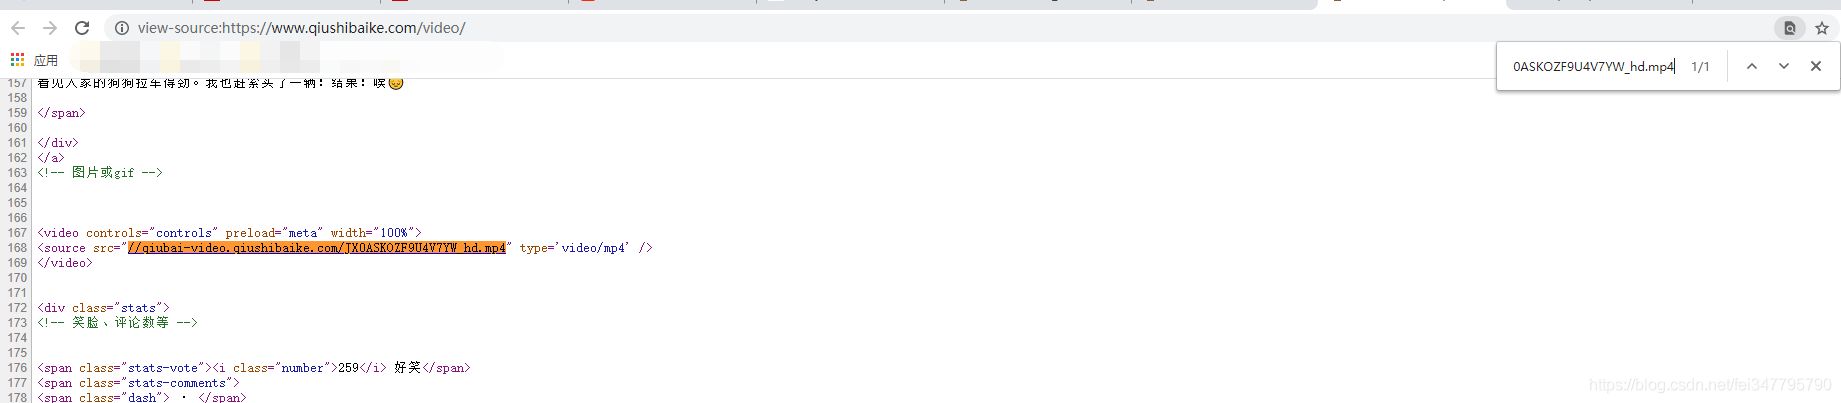 view-source:https://www.qiushibaike.com/video/
应用
0ASKOZF9U4V7YW_hd.mp4 1/1
157 看见人家的狗狗拉车得劲。我也赶紧买了一辆！结果！唉
158
159 </span>
160
161 </div>
162 </a>
163 <!-- 图片或gif -->
164
165
166
167 <video controls="controls" preload="meta" width="100%">
168 <source src="//qiubai-video.qiushibaike.com/JX0ASKOZF9U4V7YW_hd.mp4" type='video/mp4' />
169 </video>
170
171
172 <div class="stats">
173 <!-- 笑脸、评论数等 -->
174
175
176 <span class="stats-vote"><i class="number">259</i> 好笑</span>
177 <span class="stats-comments">
178 <span class="dash"> · </span>
https://blog.csdn.net/fei347795790